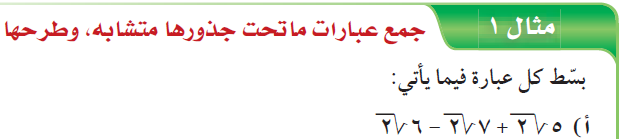 مثال ١
جمع عبارات ماتحت جذورها متشابه، وطرحها
بسّط كل عبارة فيما يأتي:
أ) ٥√٢ + ٧√٢ − ٦√٢